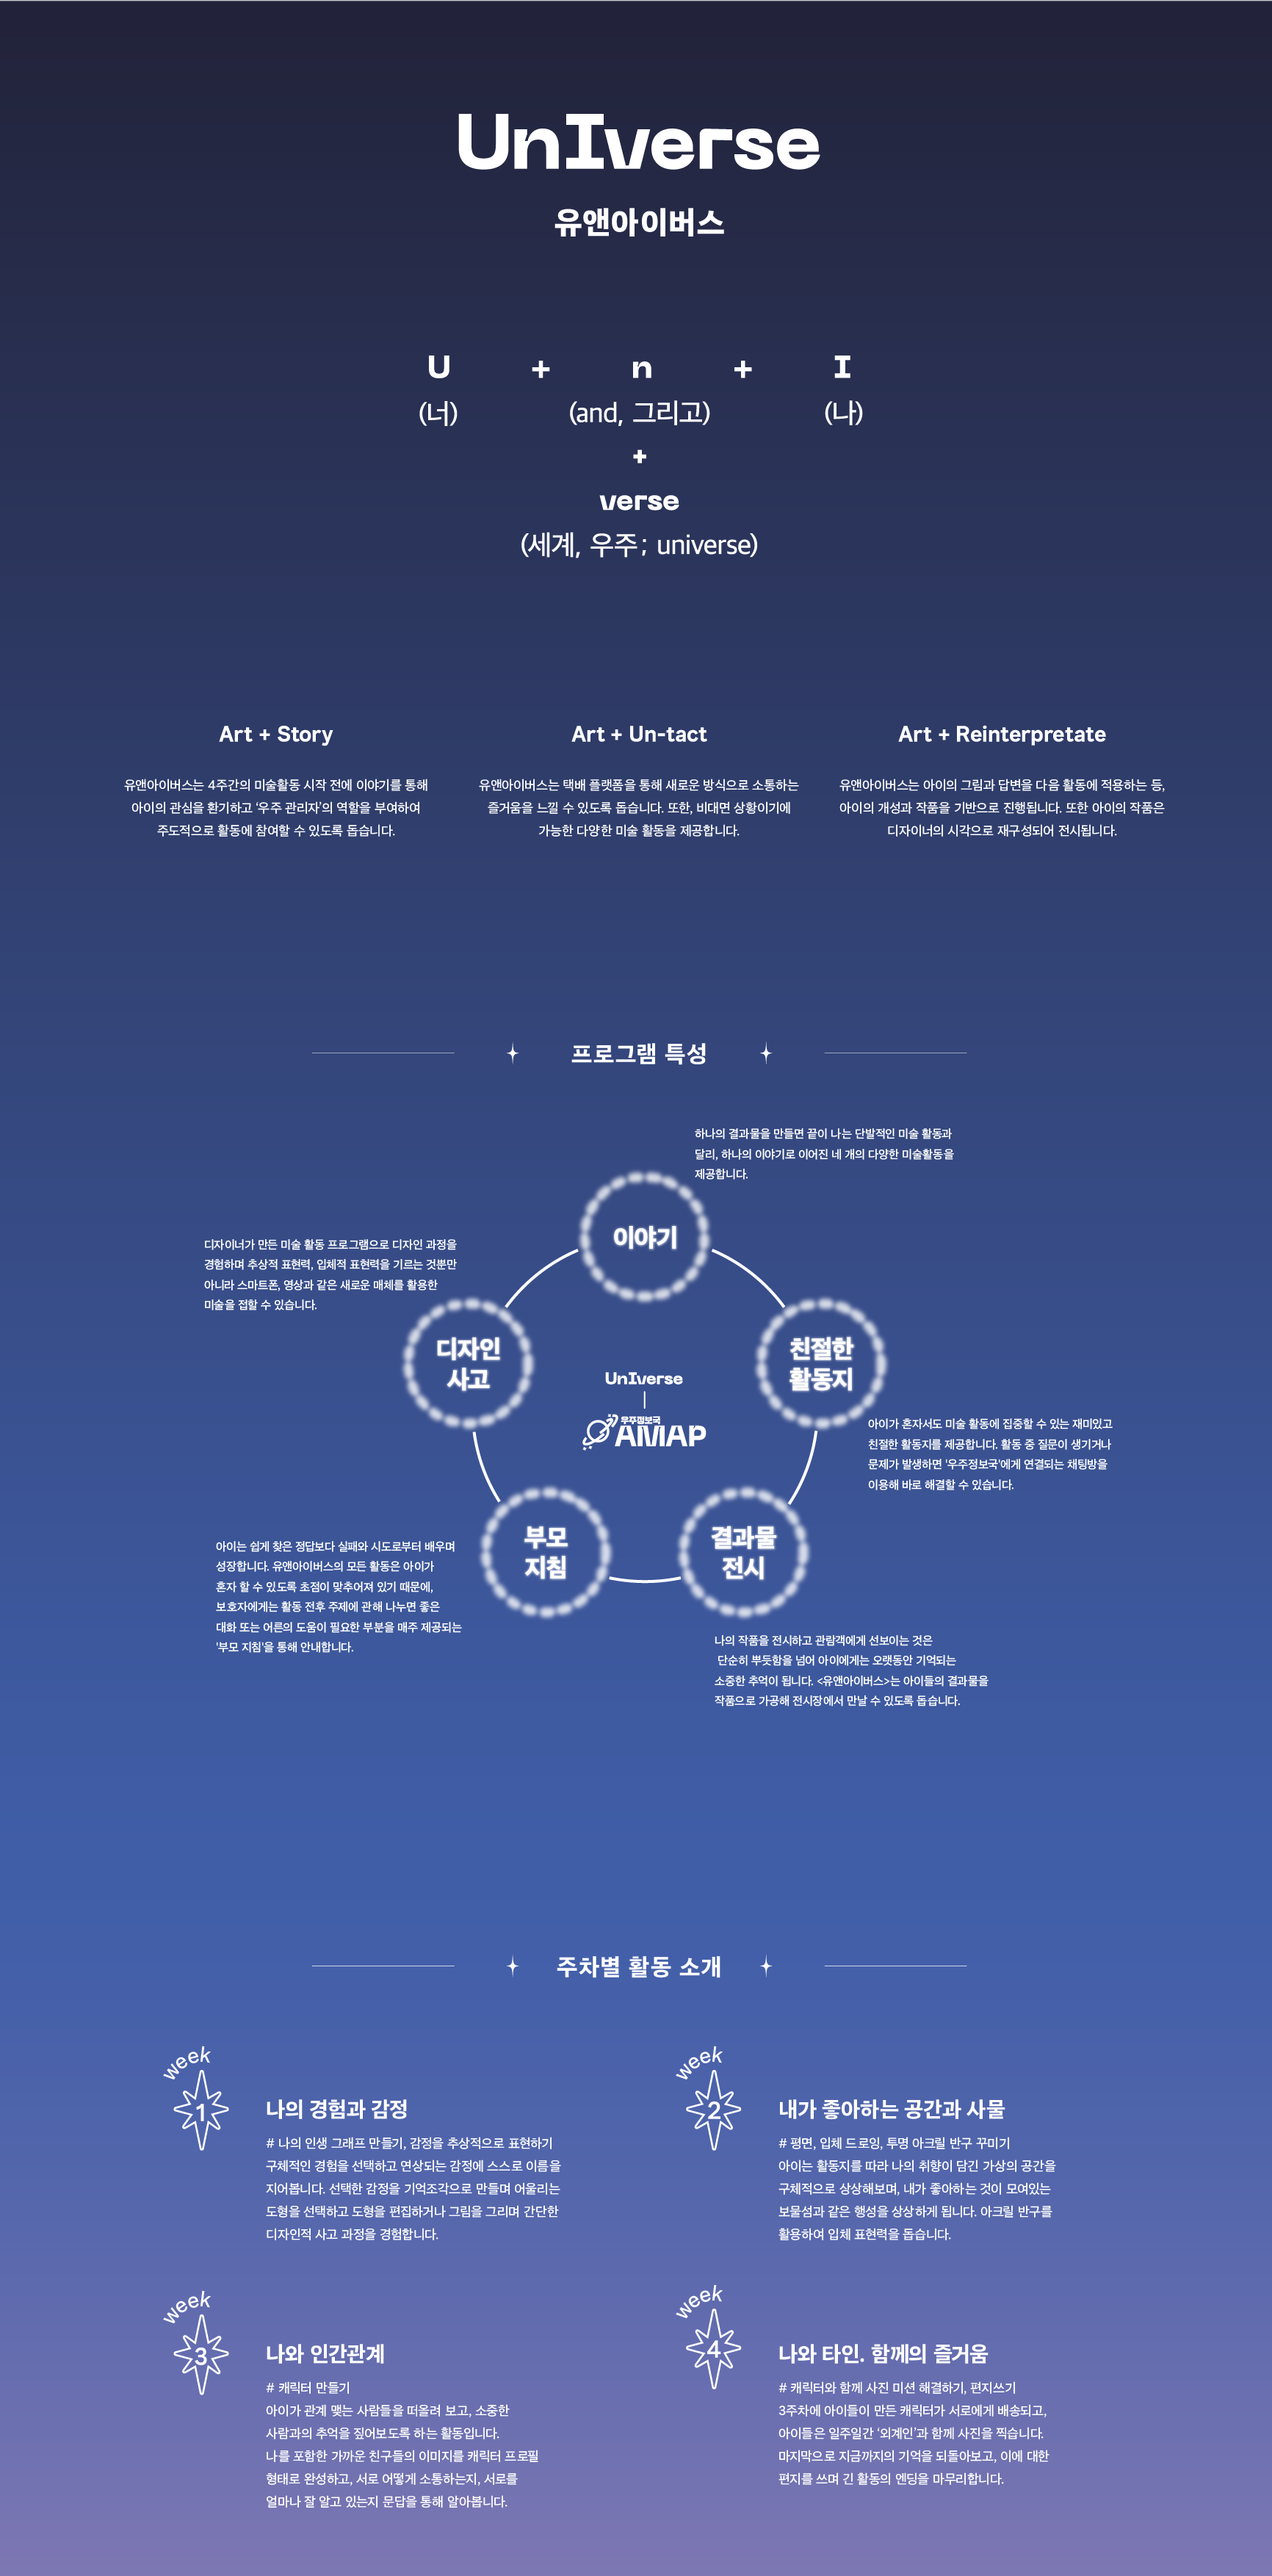 UnIverse
유앤아이버스
U + n + I
(너) (and, 그리고) (나)
+
verse
(세계, 우주 ; universe)
Art + Story
유앤아이버스는 4주간의 미술활동 시작 전에 이야기를 통해
아이의 관심을 환기하고 ‘우주 관리자’의 역할을 부여하여
주도적으로 활동에 참여할 수 있도록 돕습니다.
Art + Un-tact
유앤아이버스는 택배 플랫폼을 통해 새로운 방식으로 소통하는
즐거움을 느낄 수 있도록 돕습니다. 또한, 비대면 상황이기에
가능한 다양한 미술 활동을 제공합니다.
Art + Reinterpretate
유앤아이버스는 아이의 그림과 답변을 다음 활동에 적용하는 등,
아이의 개성과 작품을 기반으로 진행됩니다. 또한 아이의 작품은
디자이너의 시각으로 재구성되어 전시됩니다.
프로그램 특성
하나의 결과물을 만들면 끝이 나는 단발적인 미술 활동과
달리, 하나의 이야기로 이어진 네 개의 다양한 미술활동을
제공합니다.
이야기
디자이너가 만든 미술 활동 프로그램으로 디자인 과정을
경험하며 추상적 표현력, 입체적 표현력을 기르는 것뿐만
아니라 스마트폰, 영상과 같은 새로운 매체를 활용한
미술을 접할 수 있습니다.
디자인
사고
친절한
활동지
UnIverse
우주정보국
AMAP
아이가 혼자서도 미술 활동에 집중할 수 있는 재미있고
친절한 활동지를 제공합니다. 활동 중 질문이 생기거나
문제가 발생하면 '우주정보국'에게 연결되는 채팅방을
이용해 바로 해결할 수 있습니다.
부모
지침
결과물
전시
아이는 쉽게 찾은 정답보다 실패와 시도로부터 배우며
성장합니다. 유앤아이버스의 모든 활동은 아이가
혼자 할 수 있도록 초점이 맞추어져 있기 때문에,
보호자에게는 활동 전후 주제에 관해 나누면 좋은
대화 또는 어른의 도움이 필요한 부분을 매주 제공되는
'부모 지침'을 통해 안내합니다.
나의 작품을 전시하고 관람객에게 선보이는 것은
단순히 뿌듯함을 넘어 아이에게는 오랫동안 기억되는
소중한 추억이 됩니다. <유앤아이버스>는 아이들의 결과물을
작품으로 가공해 전시장에서 만날 수 있도록 돕습니다.
주차별 활동 소개
week
1
나의 경험과 감정
# 나의 인생 그래프 만들기, 감정을 추상적으로 표현하기
구체적인 경험을 선택하고 연상되는 감정에 스스로 이름을
지어봅니다. 선택한 감정을 기억조각으로 만들며 어울리는
도형을 선택하고 도형을 편집하거나 그림을 그리며 간단한
디자인적 사고 과정을 경험합니다.
week
2
내가 좋아하는 공간과 사물
# 평면, 입체 드로잉, 투명 아크릴 반구 꾸미기
아이는 활동지를 따라 나의 취향이 담긴 가상의 공간을
구체적으로 상상해보며, 내가 좋아하는 것이 모여있는
보물섬과 같은 행성을 상상하게 됩니다. 아크릴 반구를
활용하여 입체 표현력을 돕습니다.
week
3
나와 인간관계
# 캐릭터 만들기
아이가 관계 맺는 사람들을 떠올려 보고, 소중한
사람과의 추억을 짚어보도록 하는 활동입니다.
나를 포함한 가까운 친구들의 이미지를 캐릭터 프로필
형태로 완성하고, 서로 어떻게 소통하는지, 서로를
얼마나 잘 알고 있는지 문답을 통해 알아봅니다.
week
4
나와 타인. 함께의 즐거움
# 캐릭터와 함께 사진 미션 해결하기, 편지쓰기
3주차에 아이들이 만든 캐릭터가 서로에게 배송되고,
아이들은 일주일간 ‘외계인’과 함께 사진을 찍습니다.
마지막으로 지금까지의 기억을 되돌아보고, 이에 대한
편지를 쓰며 긴 활동의 엔딩을 마무리합니다.